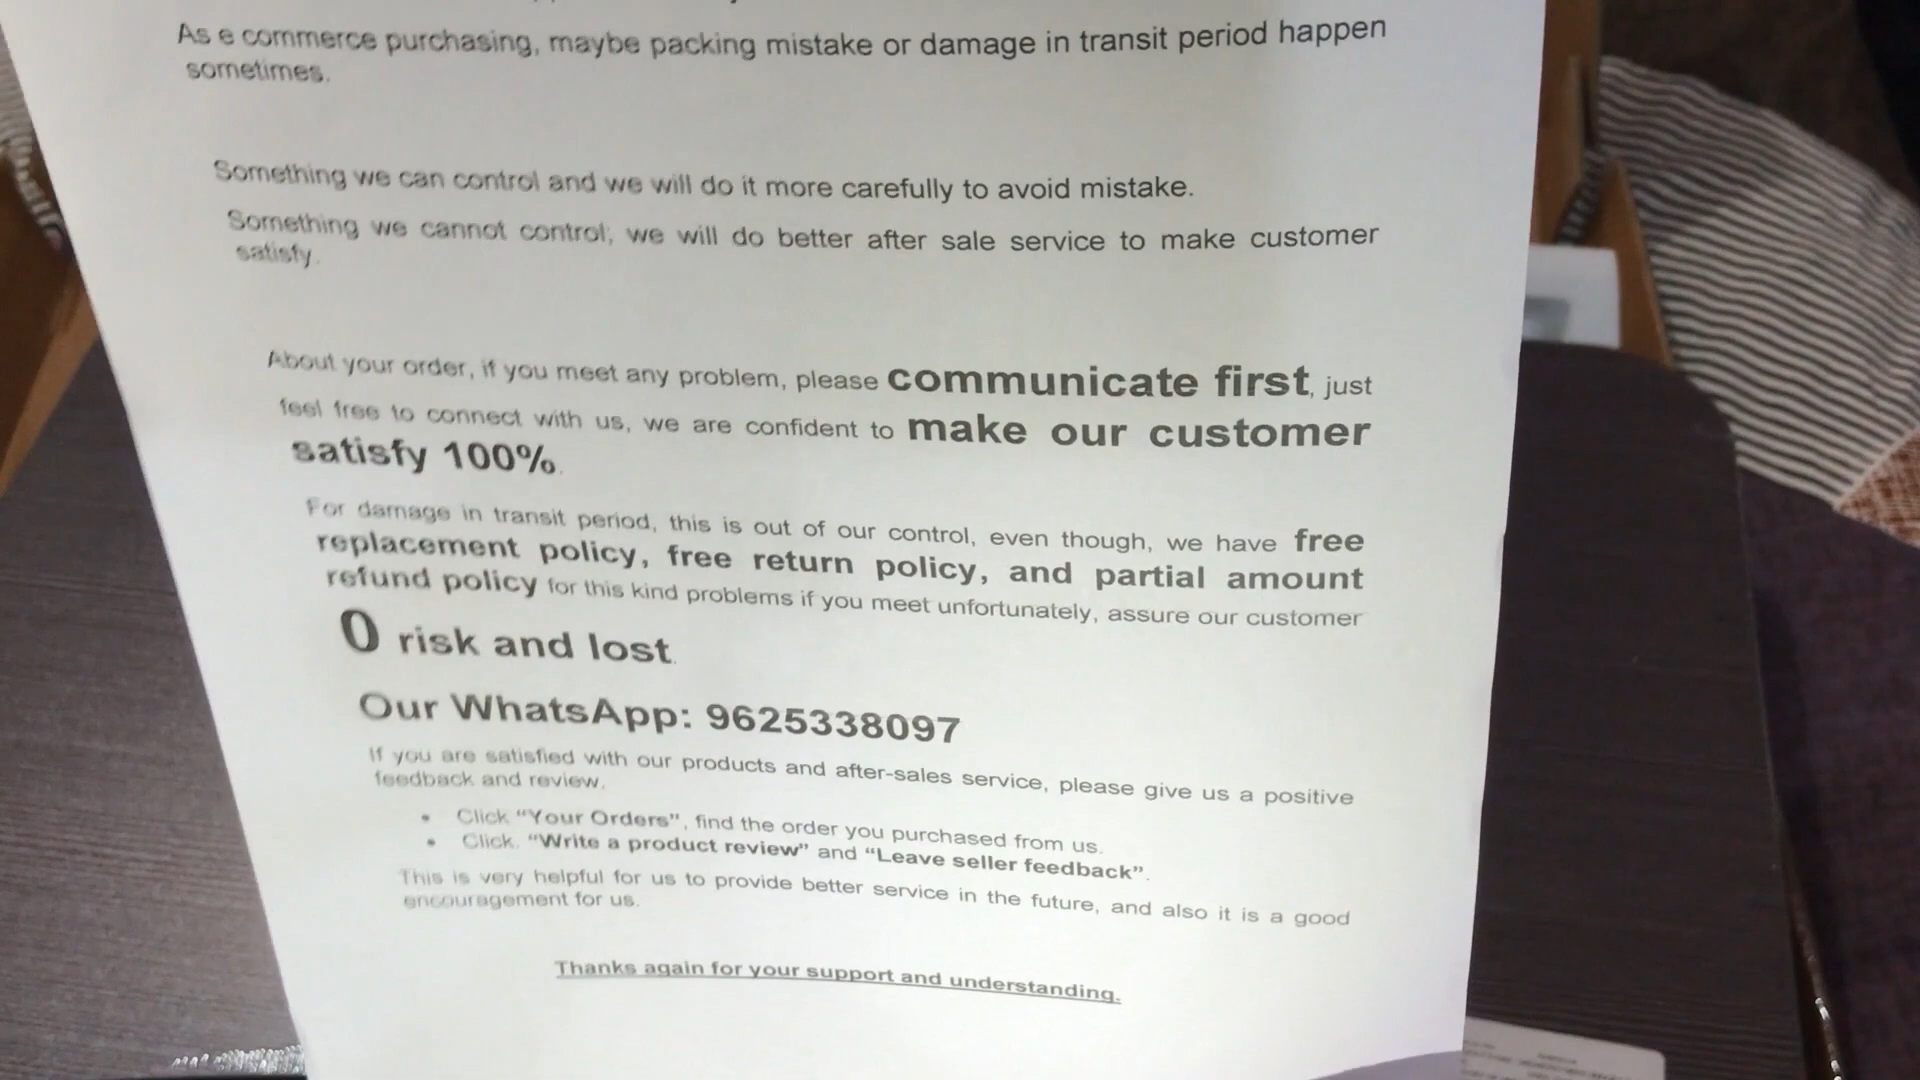 As e commerce purchasing, maybe packing mistake or damage in transit period happen
sometimes.
Something we can control and we will do it more carefully to avoid mistake.
Something we cannot control, we will do better after sale service to make customer
satisfy.
About your order, if you meet any problem, please communicate first, just
feel free to connect with us, we are confident to make our customer
satisfy 100%.
For damage in transit period, this is out of our control, even though, we have free
replacement policy, free return policy, and partial amount
refund policy for this kind problems if you meet unfortunately, assure our customer
0 risk and lost.
Our WhatsApp: 9625338097
If you are satisfied with our products and after-sales service, please give us a positive
feedback and review.
• Click "Your Orders", find the order you purchased from us.
• Click. "Write a product review" and "Leave seller feedback".
This is very helpful for us to provide better service in the future, and also it is a good
encouragement for us.
Thanks again for your support and understanding.